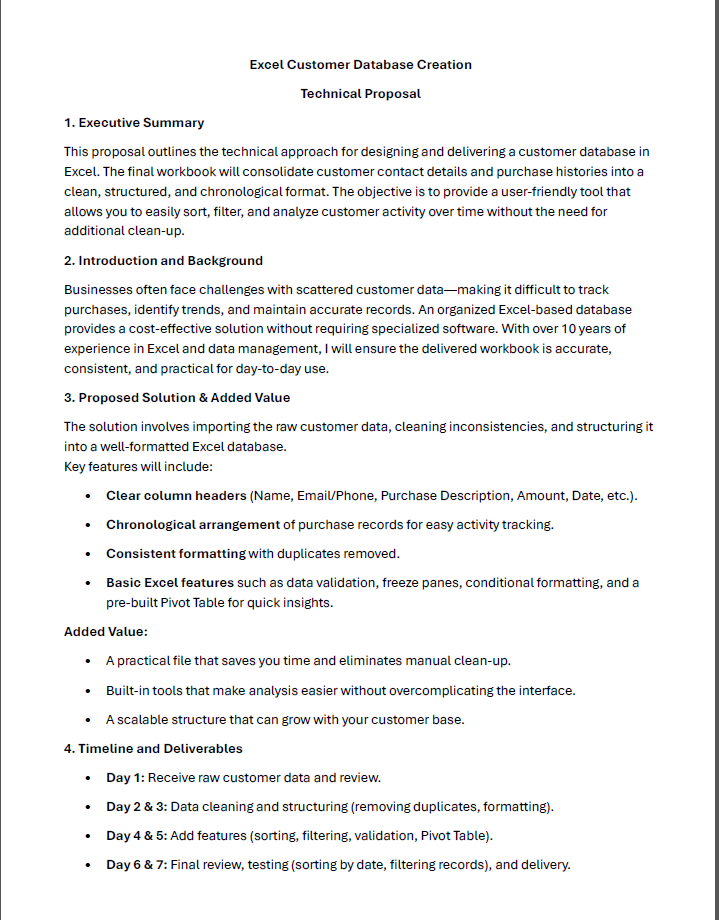 Excel Customer Database Creation
Technical Proposal
1. Executive Summary
This proposal outlines the technical approach for designing and delivering a customer database in
Excel. The final workbook will consolidate customer contact details and purchase histories into a
clean, structured, and chronological format. The objective is to provide a user-friendly tool that
allows you to easily sort, filter, and analyze customer activity over time without the need for
additional clean-up.
2. Introduction and Background
Businesses often face challenges with scattered customer data—making it difficult to track
purchases, identify trends, and maintain accurate records. An organized Excel-based database
provides a cost-effective solution without requiring specialized software. With over 10 years of
experience in Excel and data management, I will ensure the delivered workbook is accurate,
consistent, and practical for day-to-day use.
3. Proposed Solution & Added Value
The solution involves importing the raw customer data, cleaning inconsistencies, and structuring it
into a well-formatted Excel database.
Key features will include:
• Clear column headers (Name, Email/Phone, Purchase Description, Amount, Date, etc.).
• Chronological arrangement of purchase records for easy activity tracking.
• Consistent formatting with duplicates removed.
• Basic Excel features such as data validation, freeze panes, conditional formatting, and a
pre-built Pivot Table for quick insights.
Added Value:
• A practical file that saves you time and eliminates manual clean-up.
• Built-in tools that make analysis easier without overcomplicating the interface.
• A scalable structure that can grow with your customer base.
4. Timeline and Deliverables
• Day 1: Receive raw customer data and review.
• Day 2 & 3: Data cleaning and structuring (removing duplicates, formatting).
• Day 4 & 5: Add features (sorting, filtering, validation, Pivot Table).
• Day 6 & 7: Final review, testing (sorting by date, filtering records), and delivery.